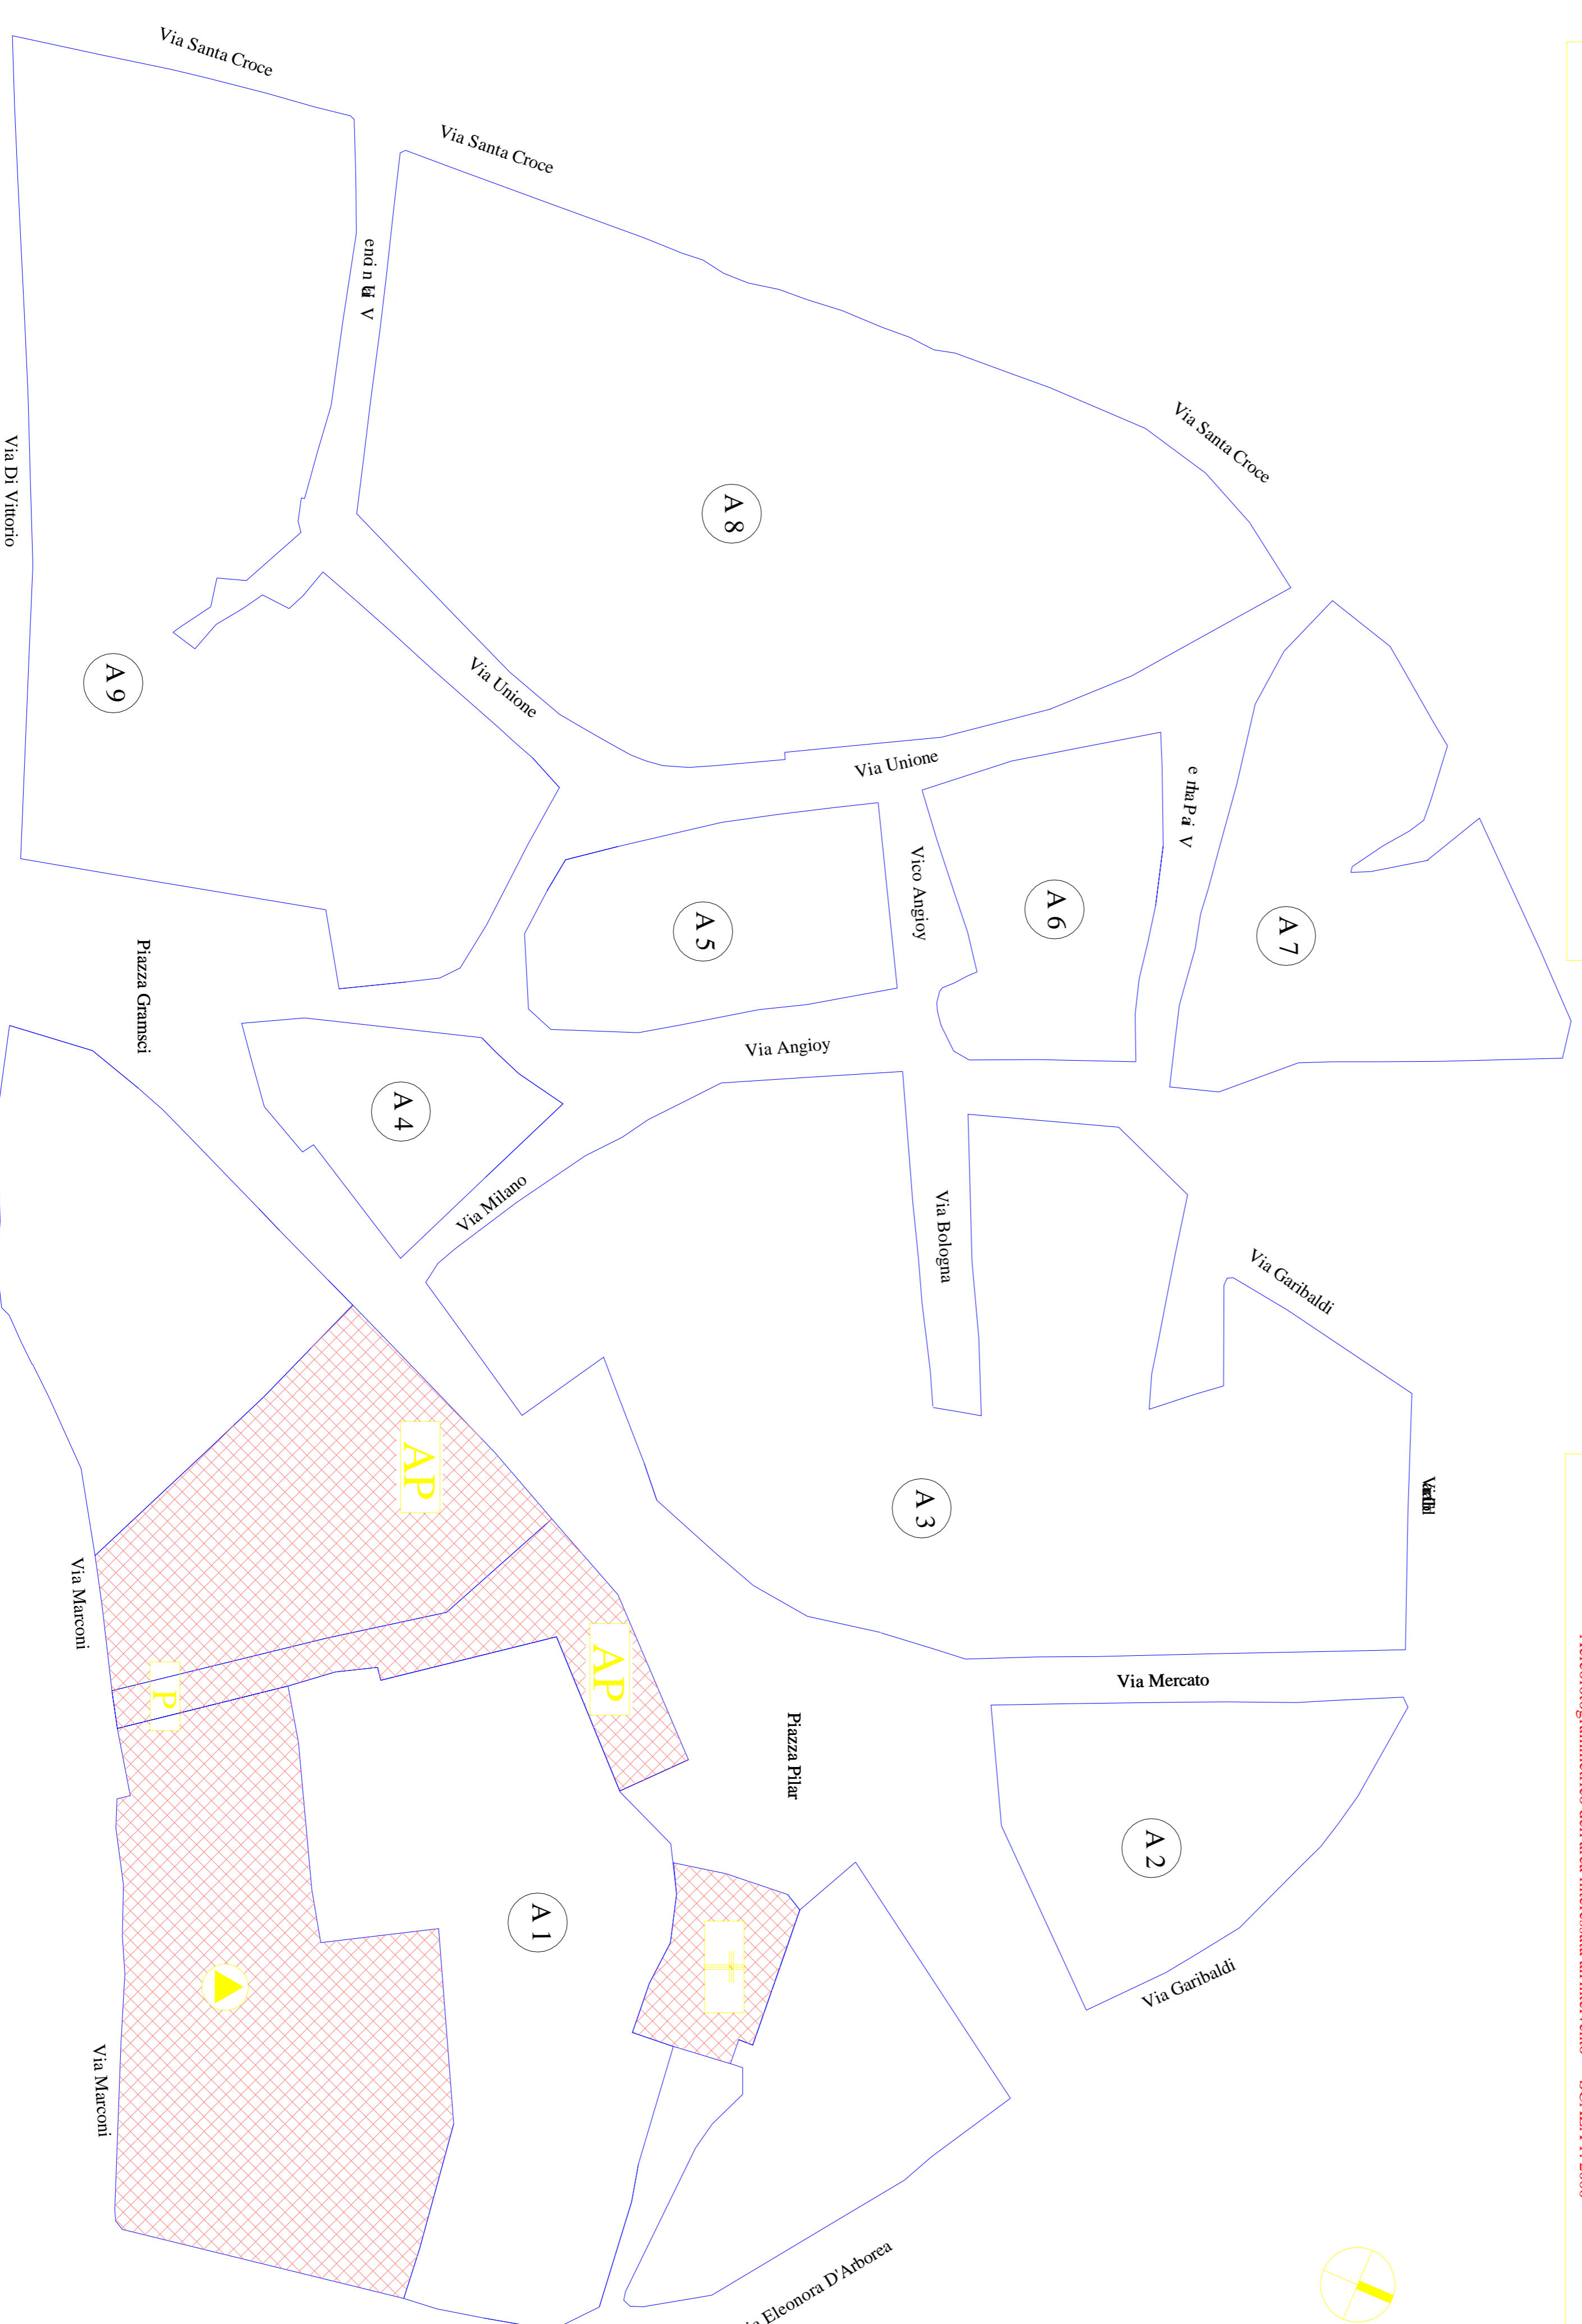 Via Santa Croce
Via Santa Croce
Via Santa Croce
Via Di Vittorio
A 8
A 9
Via Unione
Via Unione
Vico Angioy
A 5
A 6
A 7
Piazza Gramsci
Via Angioy
A 4
Via Milano
Via Bologna
Via Garibaldi
AP
A 3
Via Marconi
AP
P
Via Mercato
Piazza Pilar
A 2
A 1
Via Garibaldi
Via Marconi
Eleonora D'Arborea